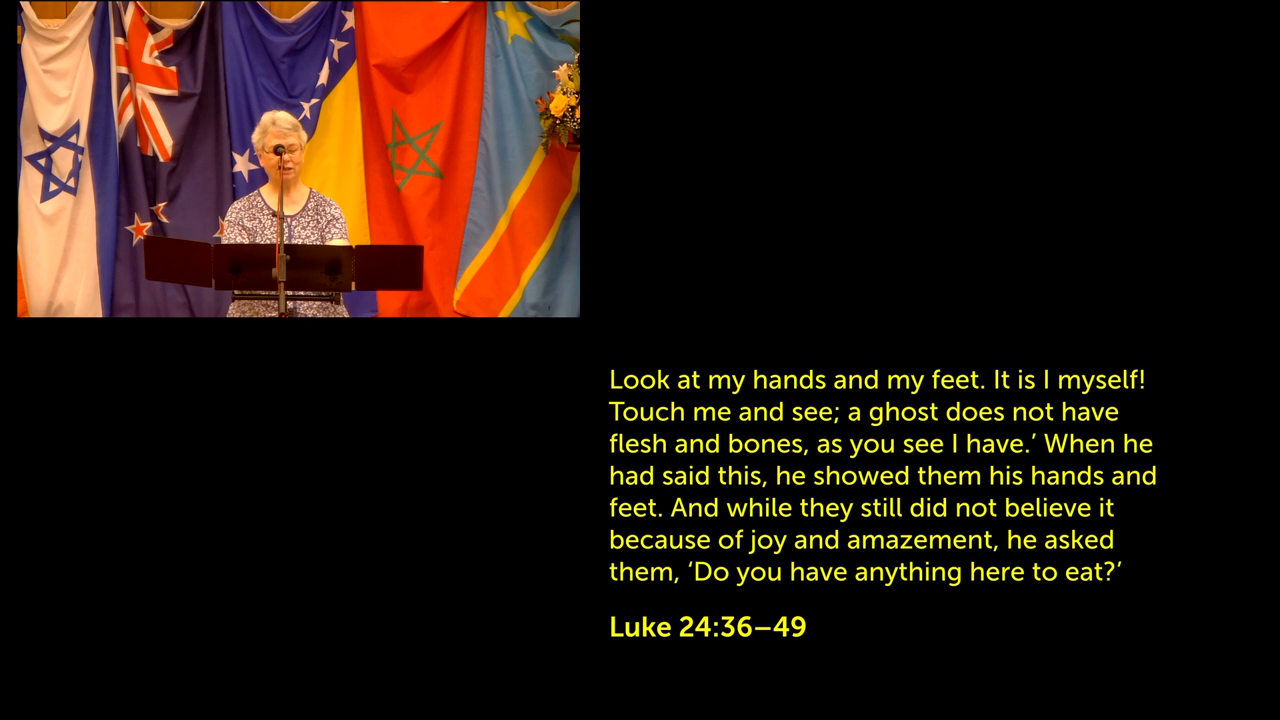 Look at my hands and my feet. It is I myself!
Touch me and see; a ghost does not have
flesh and bones, as you see I have.’ When he
had said this, he showed them his hands and
feet. And while they still did not believe it
because of joy and amazement, he asked
them, ‘Do you have anything here to eat?’
Luke 24:36–49